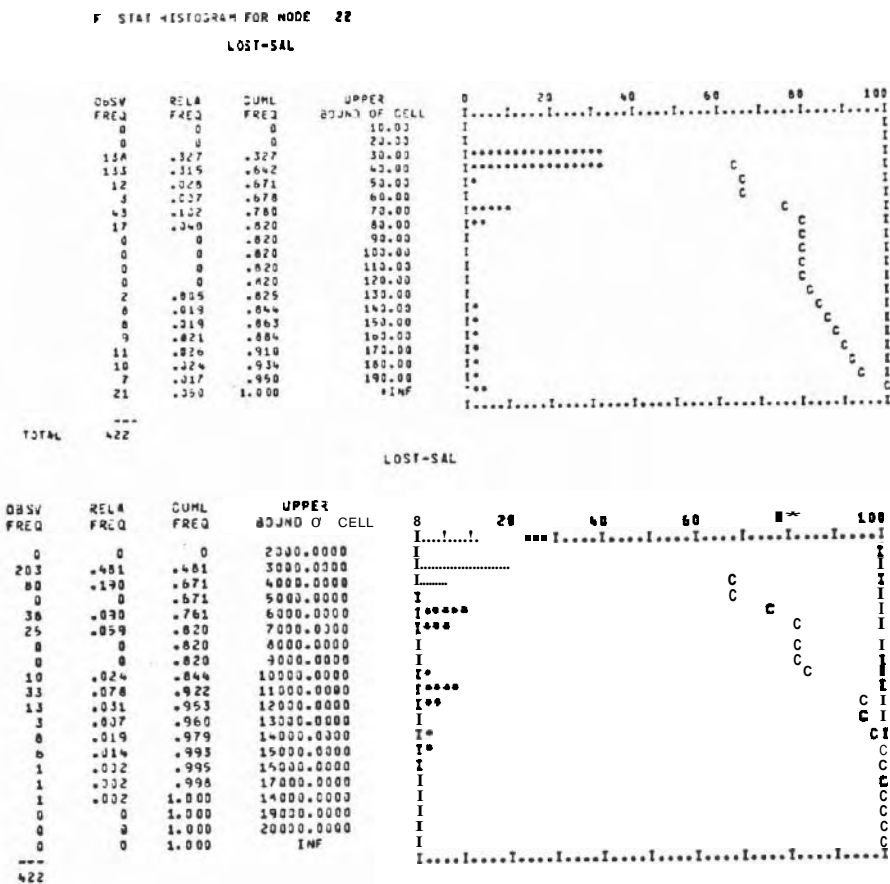 F STAT HISTOGRAM FOR NODE 22
LOST-SAL
OBSV RELA CUML UPPER
FREQ FREQ FREQ BOUND OF CELL
0 20 40 60 80 100
0 0 0 10.00
0 0 0 20.00
138 .327 .327 30.00
133 .315 .642 40.00
12 .028 .671 50.00
3 .007 .678 60.00
43 .102 .780 70.00
17 .040 .820 80.00
0 0 .820 90.00
0 0 .820 100.00
0 0 .820 110.00
0 0 .820 120.00
2 .005 .825 130.00
8 .019 .844 140.00
8 .019 .863 150.00
9 .021 .884 160.00
11 .026 .910 170.00
10 .024 .934 180.00
7 .017 .950 190.00
21 .050 1.000 +INF
TOTAL 422
LOST-SAL
OBSV RELA CUML UPPER
FREQ FREQ FREQ BOUND O' CELL
8 20 40 60 100
0 0 0 2000.0000
203 .481 .481 3000.0000
80 .190 .671 4000.0000
0 0 .671 5000.0000
38 .090 .761 6000.0000
25 .059 .820 7000.0000
0 0 .820 8000.0000
0 0 .820 9000.0000
10 .024 .844 10000.0000
33 .078 .922 11000.0000
13 .031 .953 12000.0000
3 .007 .960 13000.0000
8 .019 .979 14000.0000
6 .014 .993 15000.0000
1 .002 .995
1 .002 .998 17000.0000
1 .002 1.000
0 0 1.000 19000.0000
0 0 1.000 20000.0000
0 0 1.000 INF
422